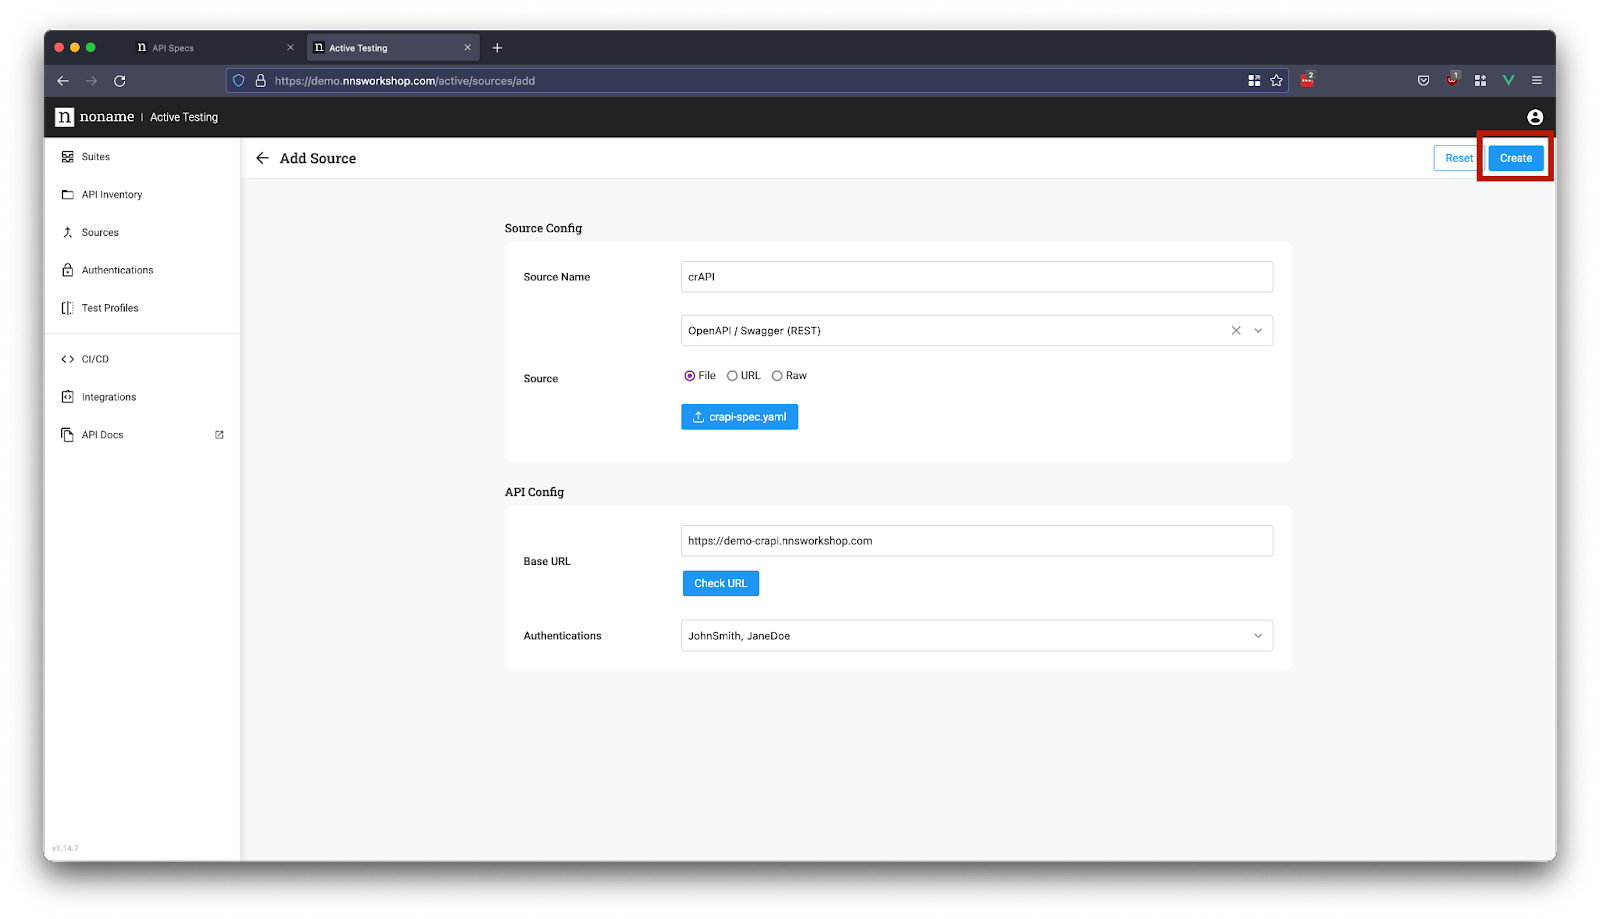 n API Specs
n Active Testing
https://demo.nnsworkshop.com/active/sources/add
2
1
n noname | Active Testing
Suites
API Inventory
Sources
Authentications
Test Profiles
CI/CD
Integrations
API Docs
v1.14.7
Add Source
Reset
Create
Source Config
Source Name
crAPI
OpenAPI / Swagger (REST)
Source
File URL Raw
crapi-spec.yaml
API Config
Base URL
https://demo-crapi.nnsworkshop.com
Check URL
Authentications
JohnSmith, JaneDoe